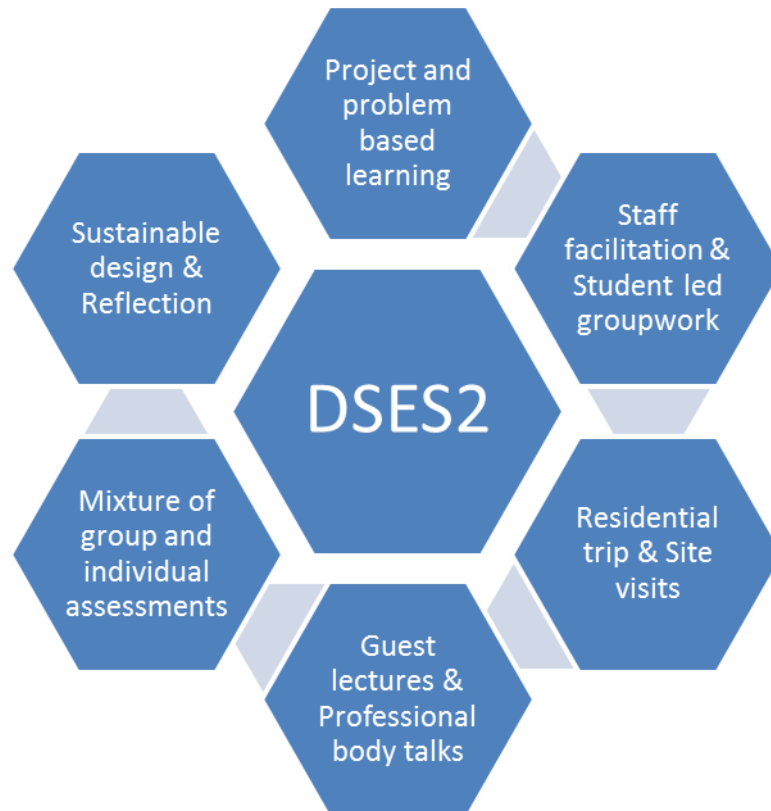 Project and
problem
based
learning
Staff
facilitation &
Student led
groupwork
Residential
trip & Site
visits
Guest
lectures &
Professional
body talks
Mixture of
group and
individual
assessments
Sustainable
design &
Reflection
DSES2